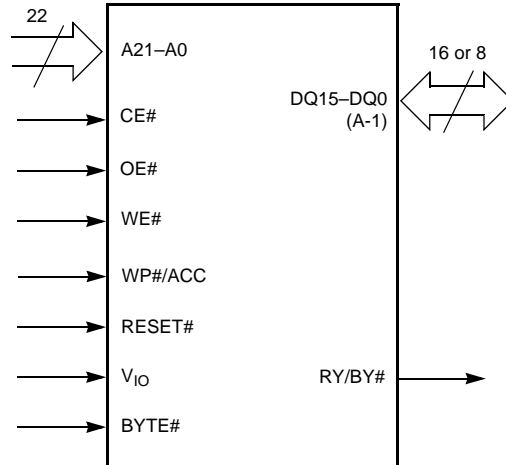 22
A21–A0
16 or 8
DQ15–DQ0
(A-1)
CE#
OE#
WE#
WP#/ACC
RESET#
VIO
RY/BY#
BYTE#